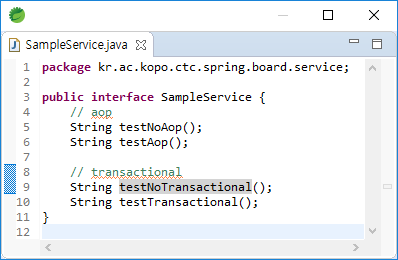 SampleService.java
1 package kr.ac.kopo.ctc.spring.board.service;
2
3 public interface SampleService {
4     // aop
5     String testNoAop();
6     String testAop();
7
8     // transactional
9     String testNoTransactional();
10     String testTransactional();
11 }
12